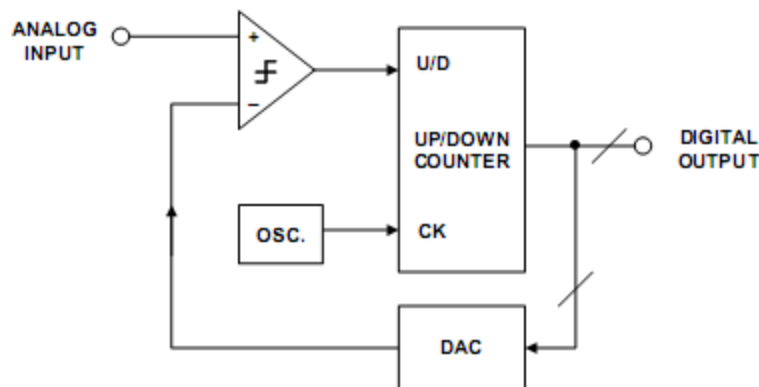 ANALOG
INPUT
+
−
U/D
UP/DOWN
COUNTER
DIGITAL
OUTPUT
OSC.
CK
DAC